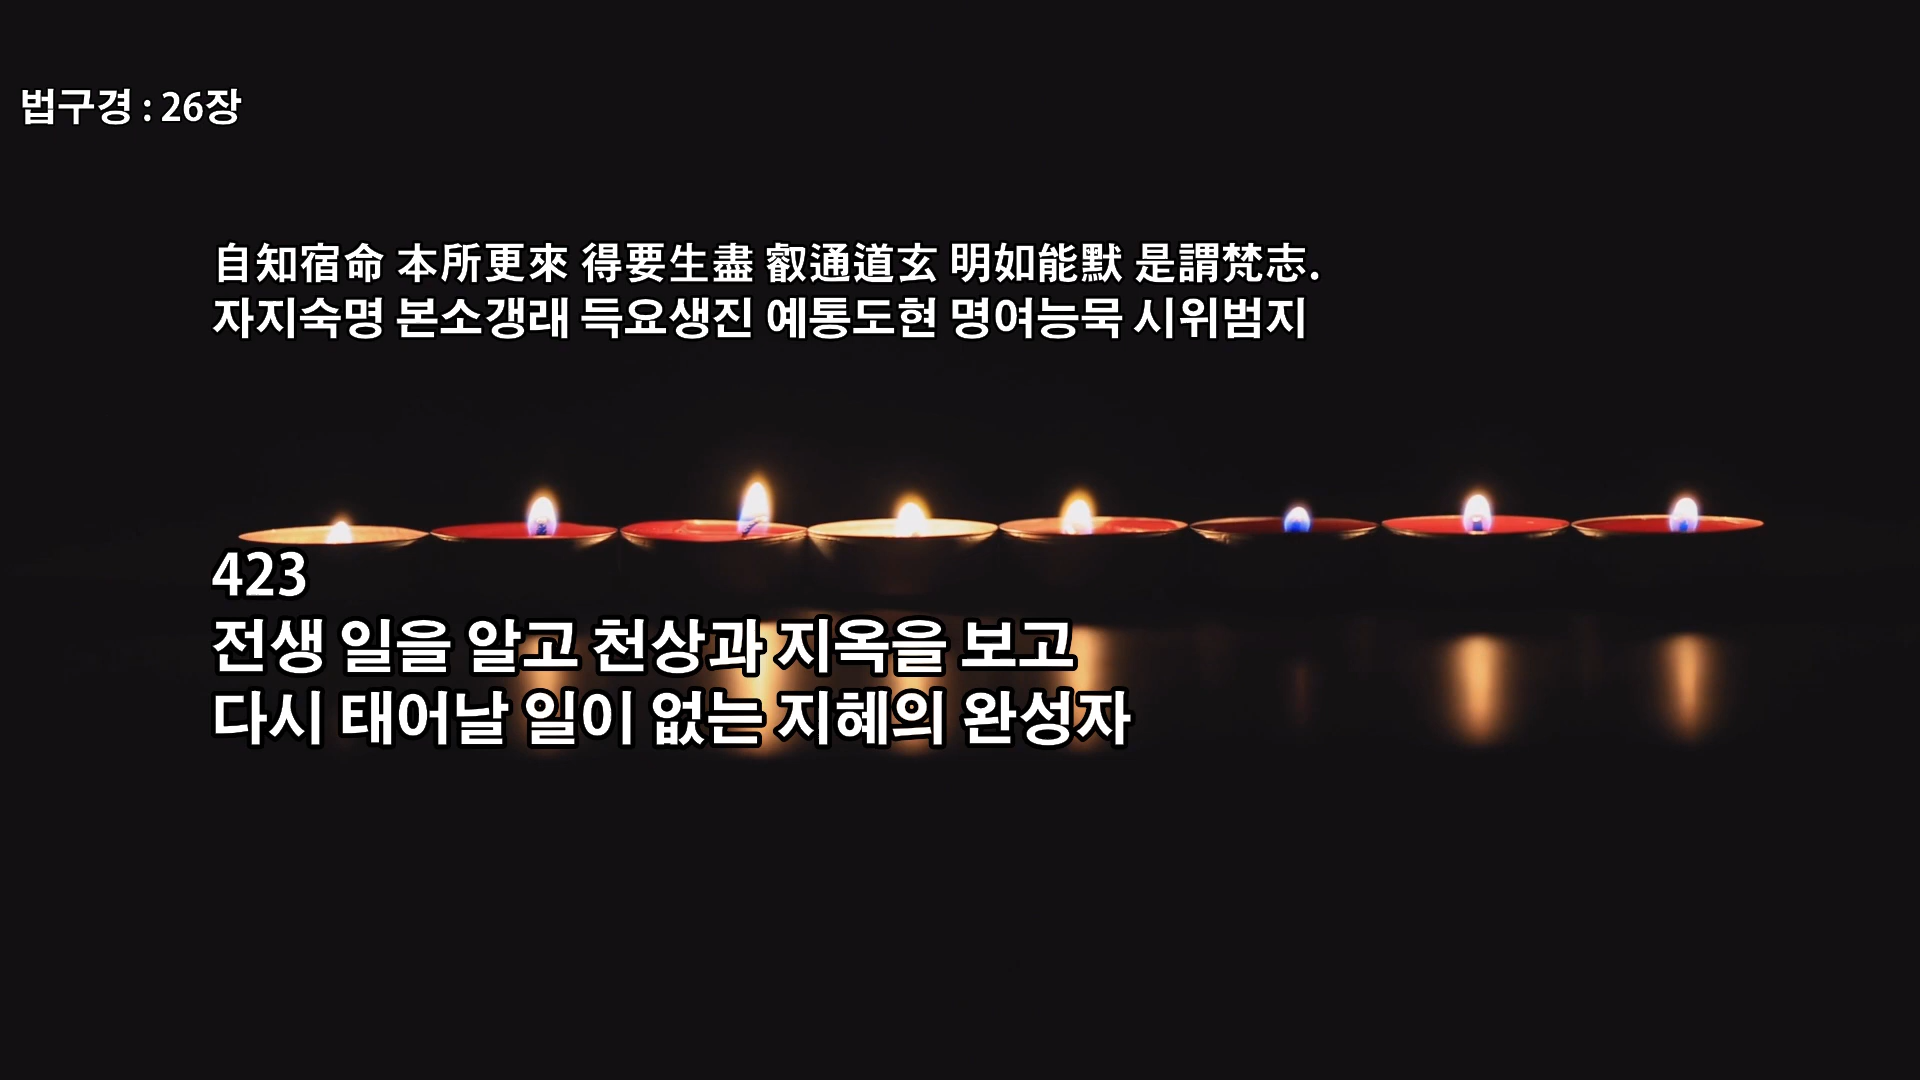 법구경 : 26장
自知宿命 本所更來 得要生盡 叡通道玄 明如能默 是謂梵志.
자지숙명 본소갱래 득요생진 예통도현 명여능묵 시위범지
423
전생 일을 알고 천상과 지옥을 보고
다시 태어날 일이 없는 지혜의 완성자